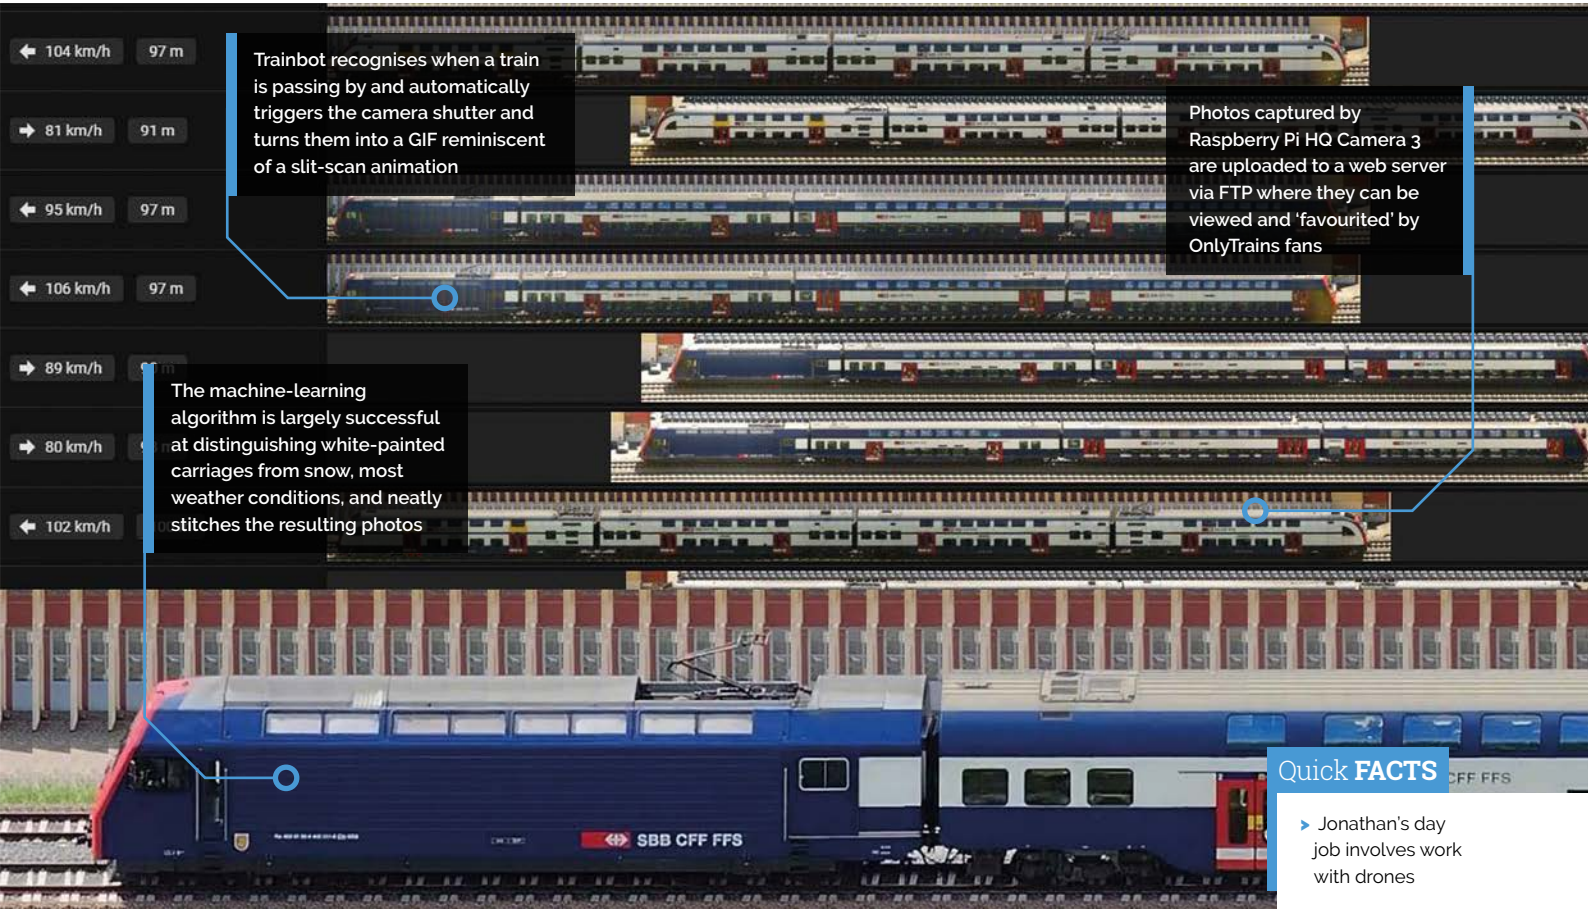 104 km/h 97 m
Trainbot recognises when a train
is passing by and automatically
triggers the camera shutter and
turns them into a GIF reminiscent
of a slit-scan animation
81 km/h 91 m
Photos captured by
Raspberry Pi HQ Camera 3
are uploaded to a web server
via FTP where they can be
viewed and ‘favourited’ by
OnlyTrains fans
95 km/h 97 m
106 km/h 97 m
89 km/h
The machine-learning
algorithm is largely successful
at distinguishing white-painted
carriages from snow, most
weather conditions, and neatly
stitches the resulting photos
80 km/h
102 km/h
SBB CFF FFS
CFF FFS
Quick FACTS
> Jonathan’s day
job involves work
with drones